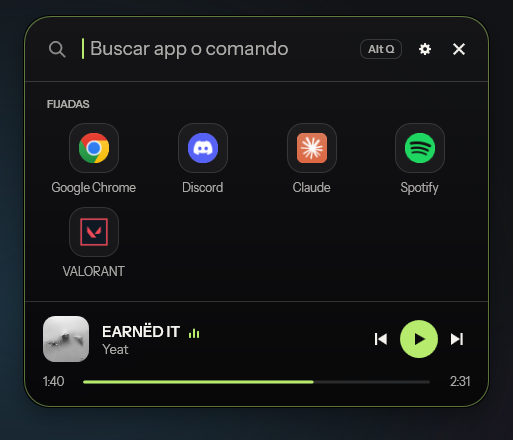 Buscar app o comando Alt Q
FIJADAS
Google Chrome Discord Claude Spotify
VALORANT
EARNËD IT
Yeat
1:40 2:31